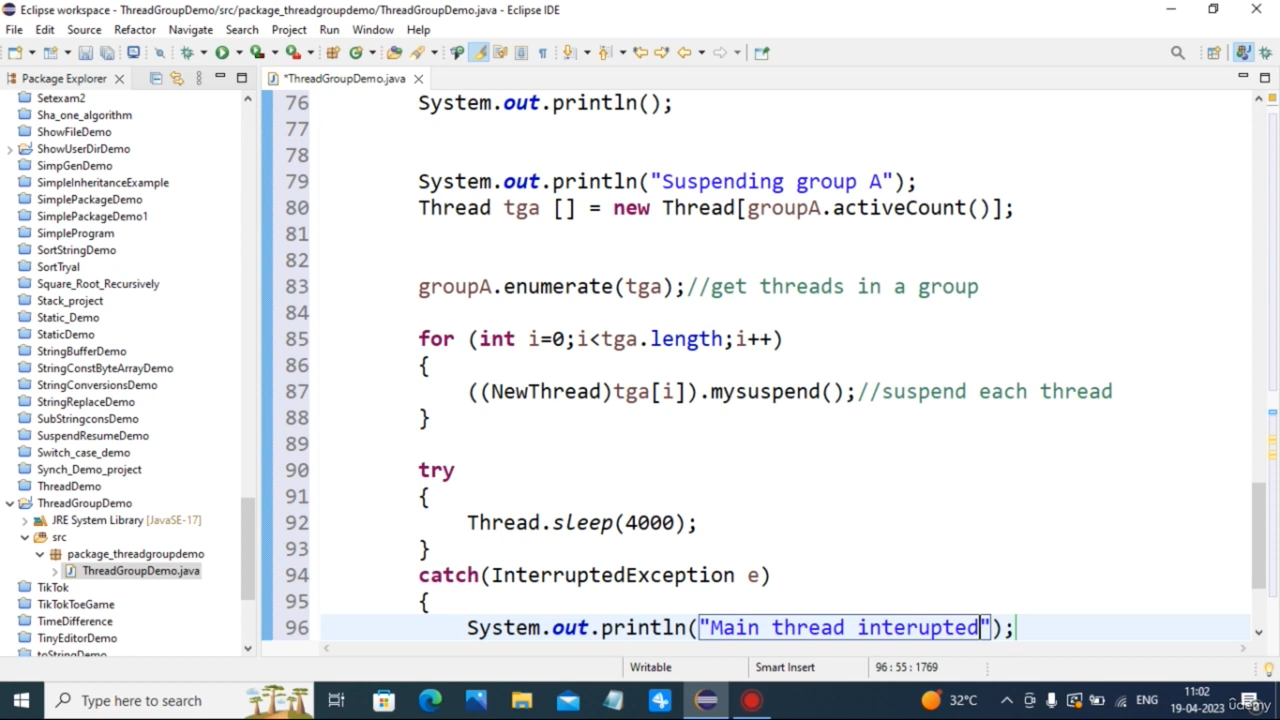 Eclipse workspace - ThreadGroupDemo/src/package_threadgroupdemo/ThreadGroupDemo.java - Eclipse IDE
File Edit Source Refactor Navigate Search Project Run Window Help
Package Explorer
*ThreadGroupDemo.java
Setexam2
Sha_one_algorithm
ShowFileDemo
ShowUserDirDemo
SimpGenDemo
SimpleInheritanceExample
SimplePackageDemo
SimplePackageDemo1
SimpleProgram
SortStringDemo
SortTryal
Square_Root_Recursively
Stack_project
Static_Demo
StaticDemo
StringBufferDemo
StringConstByteArrayDemo
StringConversionsDemo
StringReplaceDemo
SubStringconsDemo
SuspendResumeDemo
Switch_case_demo
Synch_Demo_project
ThreadDemo
ThreadGroupDemo
JRE System Library [JavaSE-17]
src
package_threadgroupdemo
ThreadGroupDemo.java
TikTok
TikTokToeGame
TimeDifference
TinyEditorDemo
toStringDemo
76 System.out.println();
77
78
79 System.out.println("Suspending group A");
80 Thread tga [] = new Thread[groupA.activeCount()];
81
82
83 groupA.enumerate(tga);//get threads in a group
84
85 for (int i=0;i<tga.length;i++)
86 {
87 ((NewThread)tga[i]).mysuspend();//suspend each thread
88 }
89
90 try
91 {
92 Thread.sleep(4000);
93 }
94 catch(InterruptedException e)
95 {
96 System.out.println("Main thread interupted");
Writable Smart Insert 96 : 55 : 1769
Type here to search
32°C
ENG
11:02
19-04-2023
udemy